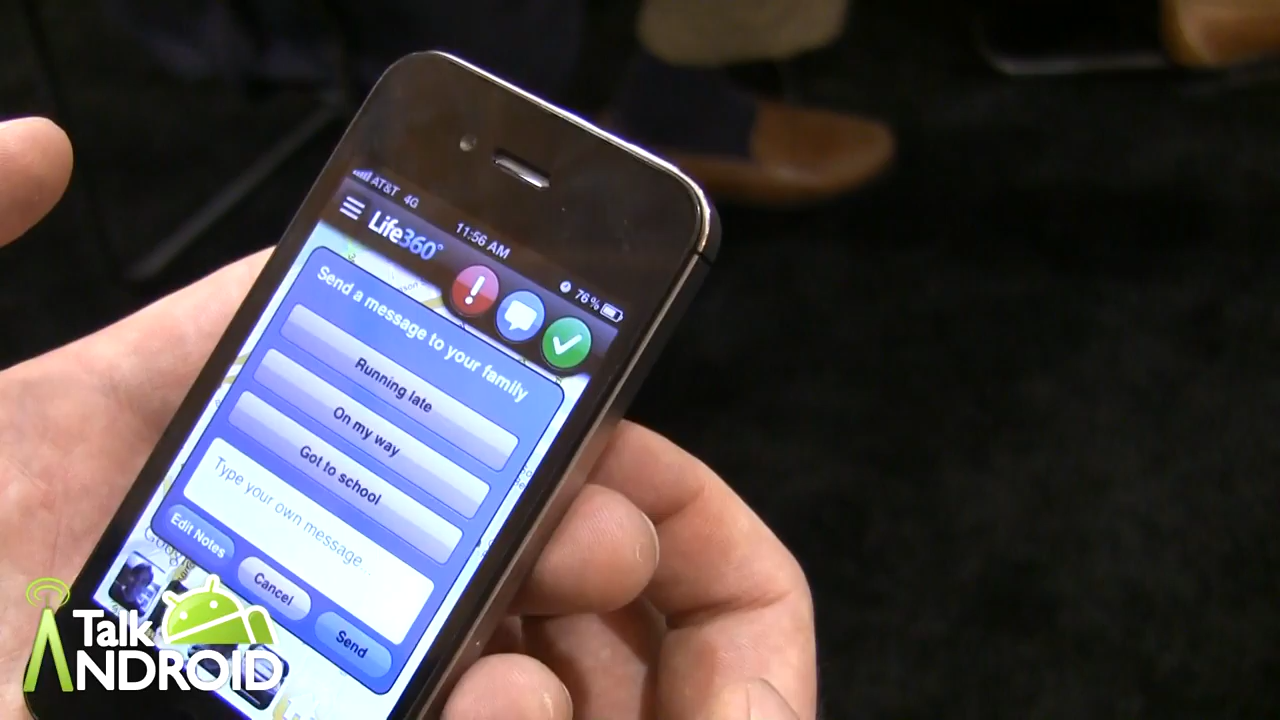 AT&T 4G
11:56 AM
76%
Life360
Send a message to your family
Running late
On my way
Got to school
Type your own message...
Edit Notes
Cancel
Send
Google
Talk
ANDROID